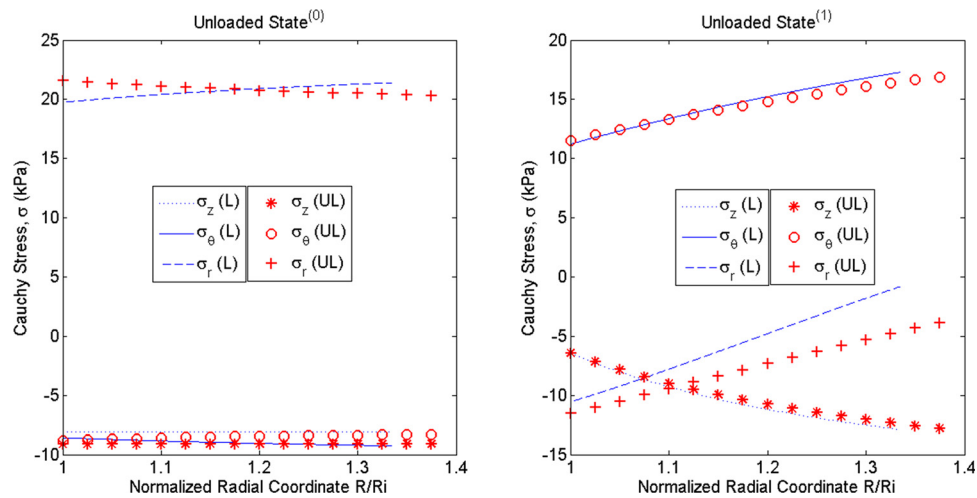 Unloaded State(0)
Cauchy Stress, σ (kPa)
25
20
15
10
5
0
-5
-10
σz (L)
σθ (L)
σr (L)
σz (UL)
σθ (UL)
σr (UL)
1
1.1
1.2
1.3
1.4
Normalized Radial Coordinate R/Ri
Unloaded State(1)
Cauchy Stress, σ (kPa)
20
15
10
5
0
-5
-10
-15
σz (L)
σθ (L)
σr (L)
σz (UL)
σθ (UL)
σr (UL)
1
1.1
1.2
1.3
1.4
Normalized Radial Coordinate R/Ri